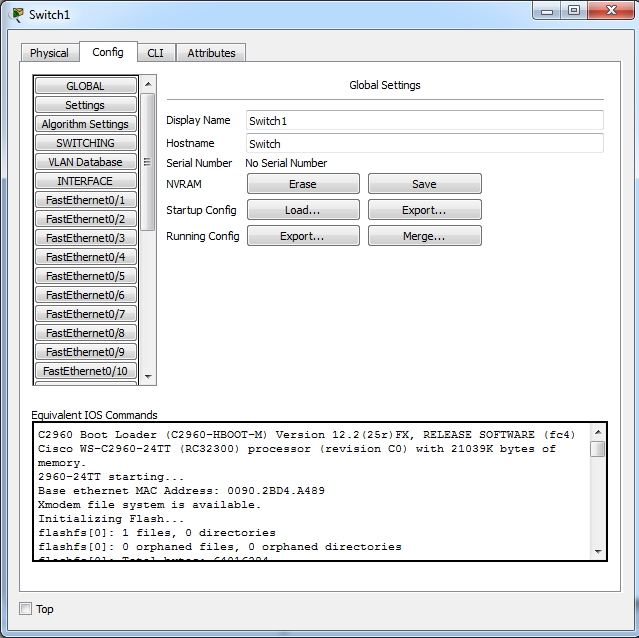 Switch1
Physical Config CLI Attributes
GLOBAL
Settings
Algorithm Settings
SWITCHING
VLAN Database
INTERFACE
FastEthernet0/1
FastEthernet0/2
FastEthernet0/3
FastEthernet0/4
FastEthernet0/5
FastEthernet0/6
FastEthernet0/7
FastEthernet0/8
FastEthernet0/9
FastEthernet0/10
Global Settings
Display Name Switch1
Hostname Switch
Serial Number No Serial Number
NVRAM Erase Save
Startup Config Load... Export...
Running Config Export... Merge...
Equivalent IOS Commands
C2960 Boot Loader (C2960-HBOOT-M) Version 12.2(25r)FX, RELEASE SOFTWARE (fc4)
Cisco WS-C2960-24TT (RC32300) processor (revision C0) with 21039K bytes of
memory.
2960-24TT starting...
Base ethernet MAC Address: 0090.2BD4.A489
Xmodem file system is available.
Initializing Flash...
flashfs[0]: 1 files, 0 directories
flashfs[0]: 0 orphaned files, 0 orphaned directories
flashfs[0]: Total bytes:
Top